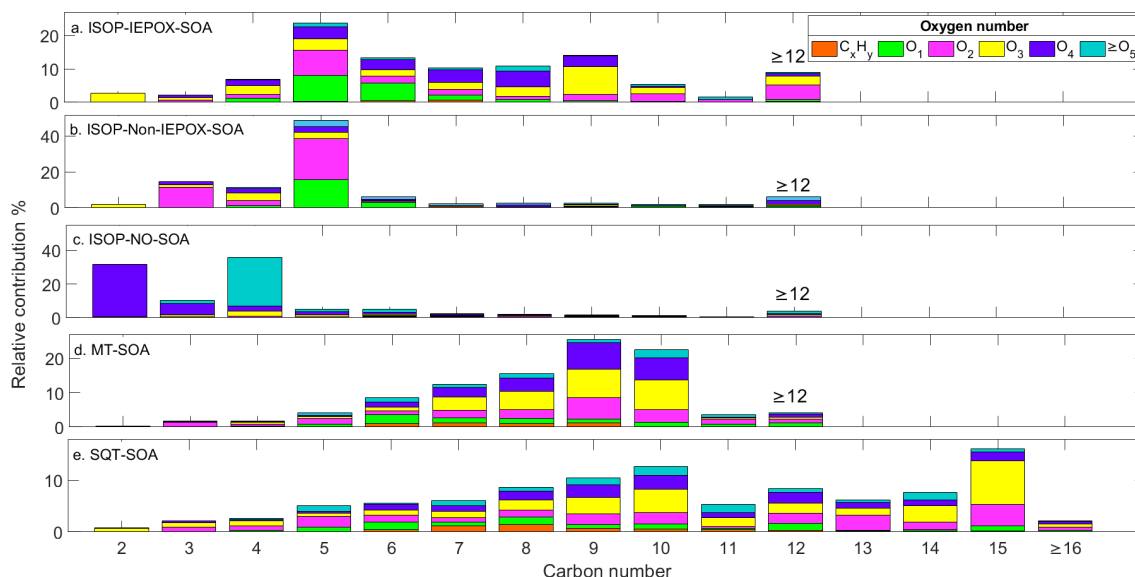 a. ISOP-IEPOX-SOA
Oxygen number
CxHy O1 O2 O3 O4 ≥O5
≥12
20
10
0
b. ISOP-Non-IEPOX-SOA
≥12
40
20
0
c. ISOP-NO-SOA
≥12
40
20
0
d. MT-SOA
≥12
20
10
0
e. SQT-SOA
10
0
2 3 4 5 6 7 8 9 10 11 12 13 14 15 ≥16
Carbon number
Relative contribution %